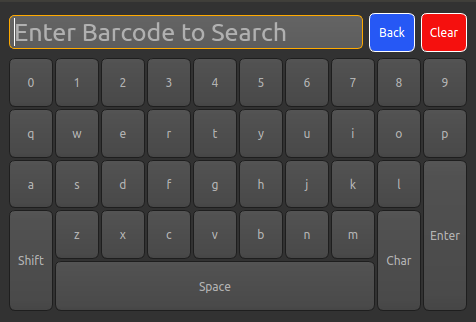 Enter Barcode to Search Back Clear
0 1 2 3 4 5 6 7 8 9
q w e r t y u i o p
a s d f g h j k l
Shift z x c v b n m Char Enter
Space